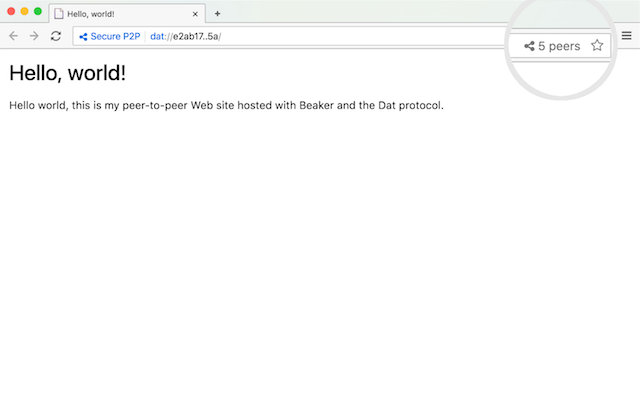 Hello, world!
Secure P2P dat://e2ab17..5a/ 5 peers
Hello, world!
Hello world, this is my peer-to-peer Web site hosted with Beaker and the Dat protocol.